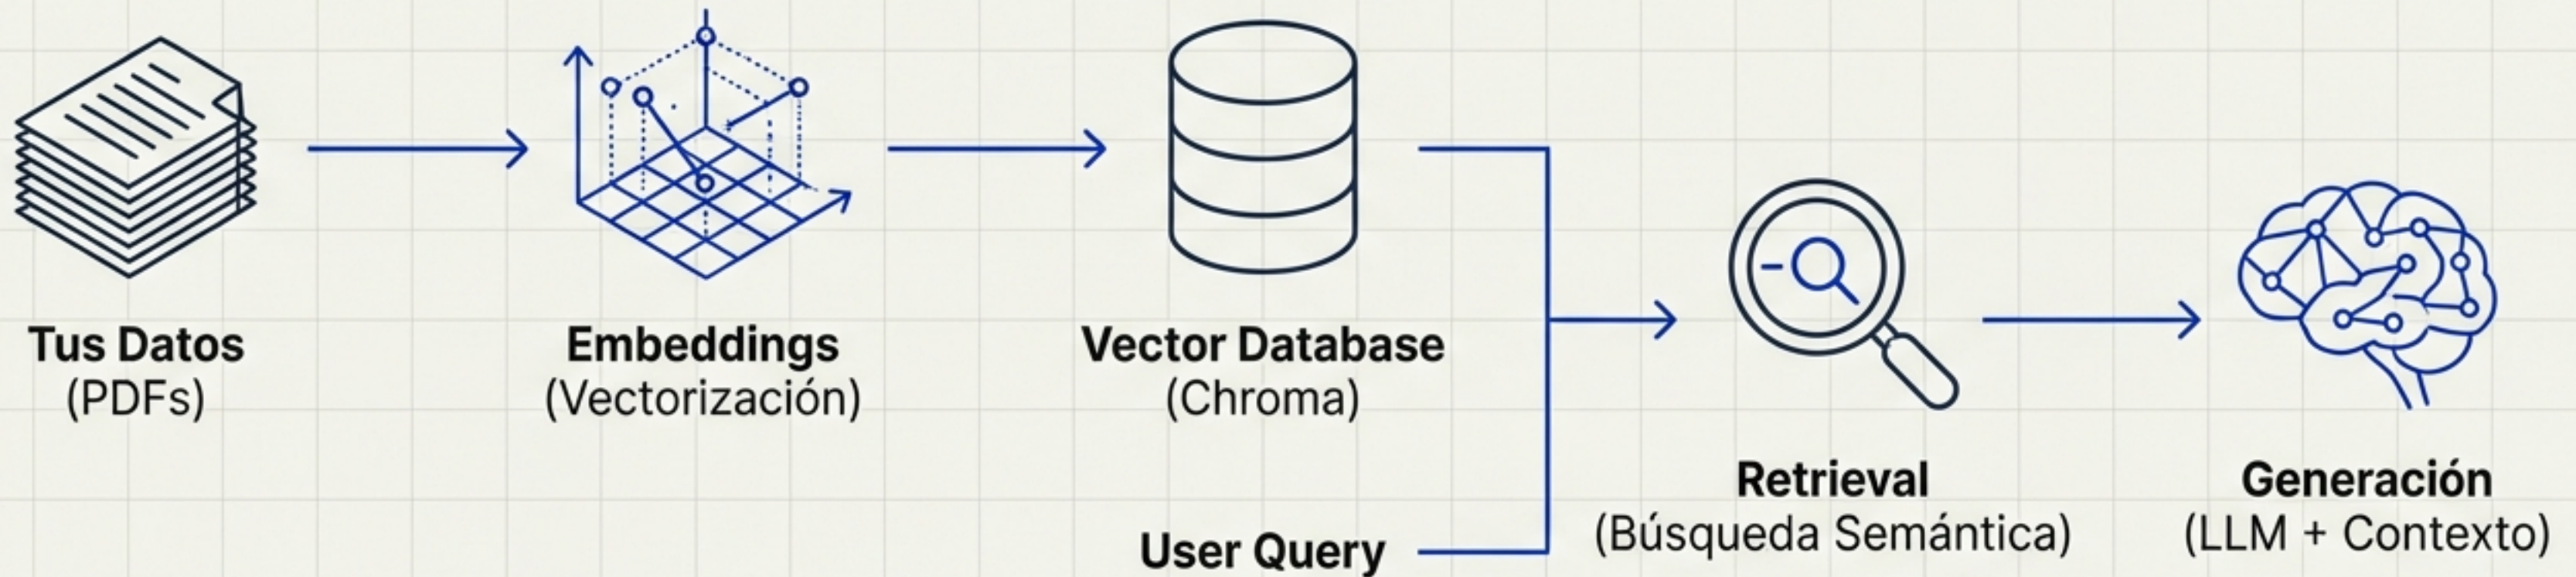 Tus Datos
(PDFs)
Embeddings
(Vectorización)
Vector Database
(Chroma)
User Query
Retrieval
(Búsqueda Semántica)
Generación
(LLM + Contexto)